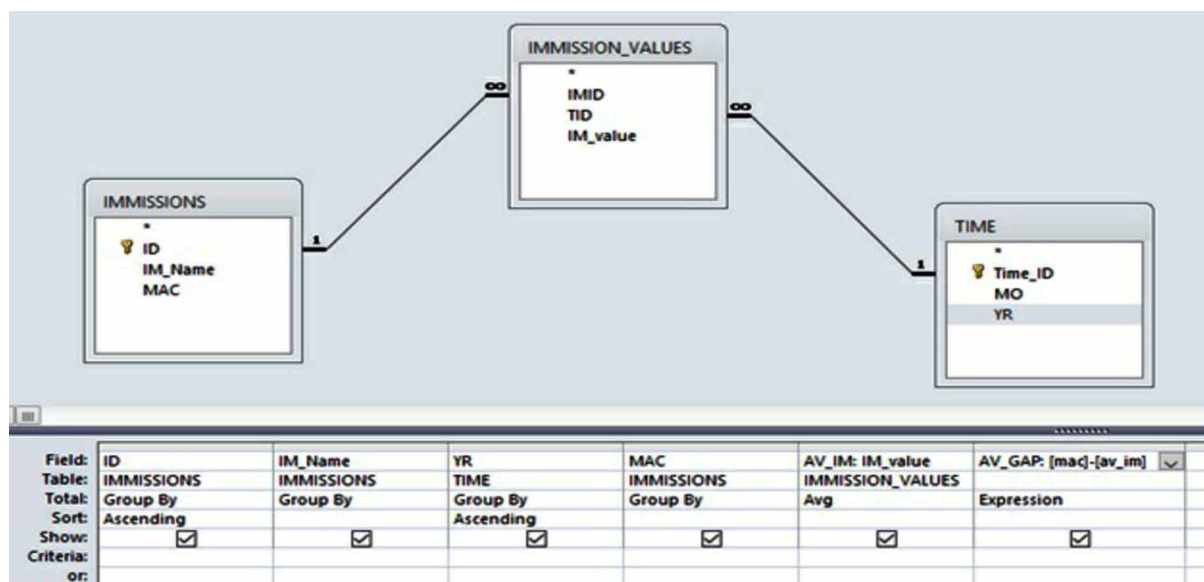 IMMISSION_VALUES
*
IMID
TID
IM_value
∞
∞
IMMISSIONS
*
ID
IM_Name
MAC
1
TIME
*
Time_ID
MO
YR
1
Field: ID IM_Name YR MAC AV_IM: IM_value AV_GAP: [mac]-[av_im]
Table: IMMISSIONS IMMISSIONS TIME IMMISSIONS IMMISSION_VALUES
Total: Group By Group By Group By Group By Avg Expression
Sort: Ascending Ascending
Show:
Criteria:
or: